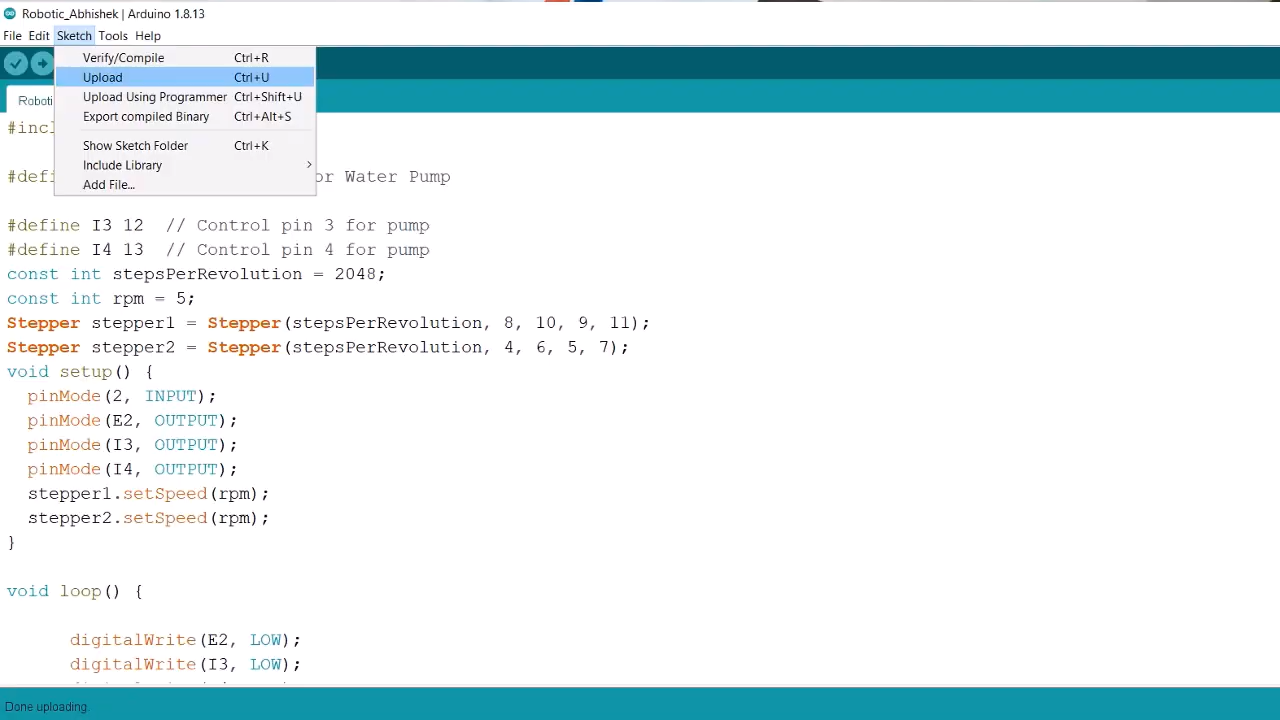 Robotic_Abhishek | Arduino 1.8.13
File Edit Sketch Tools Help
Verify/Compile Ctrl+R
Upload Ctrl+U
Upload Using Programmer Ctrl+Shift+U
Export compiled Binary Ctrl+Alt+S
Show Sketch Folder Ctrl+K
Include Library
Add File...
Roboti
#incl
#defi or Water Pump
#define I3 12  // Control pin 3 for pump
#define I4 13  // Control pin 4 for pump
const int stepsPerRevolution = 2048;
const int rpm = 5;
Stepper stepper1 = Stepper(stepsPerRevolution, 8, 10, 9, 11);
Stepper stepper2 = Stepper(stepsPerRevolution, 4, 6, 5, 7);
void setup() {
  pinMode(2, INPUT);
  pinMode(E2, OUTPUT);
  pinMode(I3, OUTPUT);
  pinMode(I4, OUTPUT);
  stepper1.setSpeed(rpm);
  stepper2.setSpeed(rpm);
}
void loop() {
      digitalWrite(E2, LOW);
      digitalWrite(I3, LOW);
Done uploading.